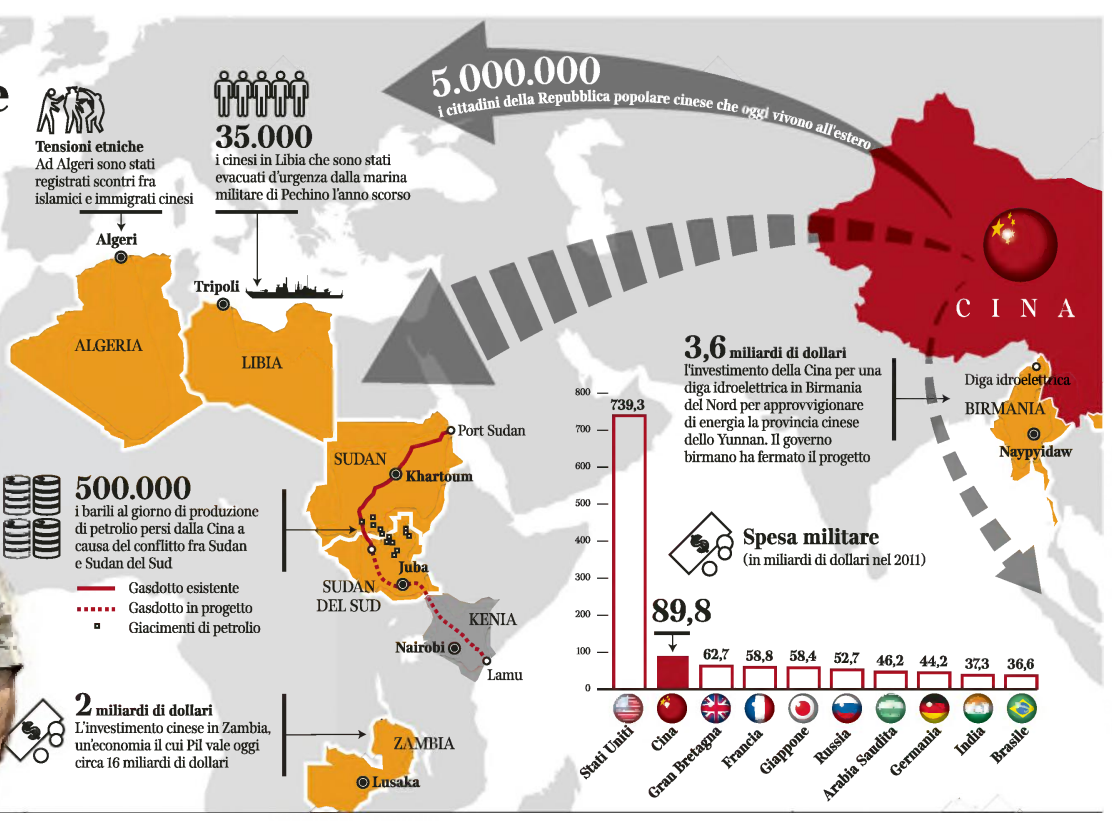 e
5.000.000
i cittadini della Repubblica popolare cinese che oggi vivono all'estero
Tensioni etniche
Ad Algeri sono stati
registrati scontri fra
islamici e immigrati cinesi
35.000
i cinesi in Libia che sono stati
evacuati d'urgenza dalla marina
militare di Pechino l'anno scorso
Algeri
Tripoli
ALGERIA
LIBIA
CINA
3,6 miliardi di dollari
l'investimento della Cina per una
diga idroelettrica in Birmania
del Nord per approvvigionare
di energia la provincia cinese
dello Yunnan. Il governo
birmano ha fermato il progetto
Diga idroelettrica
BIRMANIA
Naypyidaw
Port Sudan
SUDAN
Khartoum
500.000
i barili al giorno di produzione
di petrolio persi dalla Cina a
causa del conflitto fra Sudan
e Sudan del Sud
Gasdotto esistente
Gasdotto in progetto
Giacimenti di petrolio
Juba
SUDAN
DEL SUD
KENIA
Nairobi
Lamu
$$
2 miliardi di dollari
L'investimento cinese in Zambia,
un'economia il cui Pil vale oggi
circa 16 miliardi di dollari
ZAMBIA
Lusaka
$$
Spesa militare
(in miliardi di dollari nel 2011)
800
700
600
500
400
300
200
100
0
739,3
89,8
62,7
58,8
58,4
52,7
46,2
44,2
37,3
36,6
Stati Uniti
Cina
Gran Bretagna
Francia
Giappone
Russia
Arabia Saudita
Germania
India
Brasile